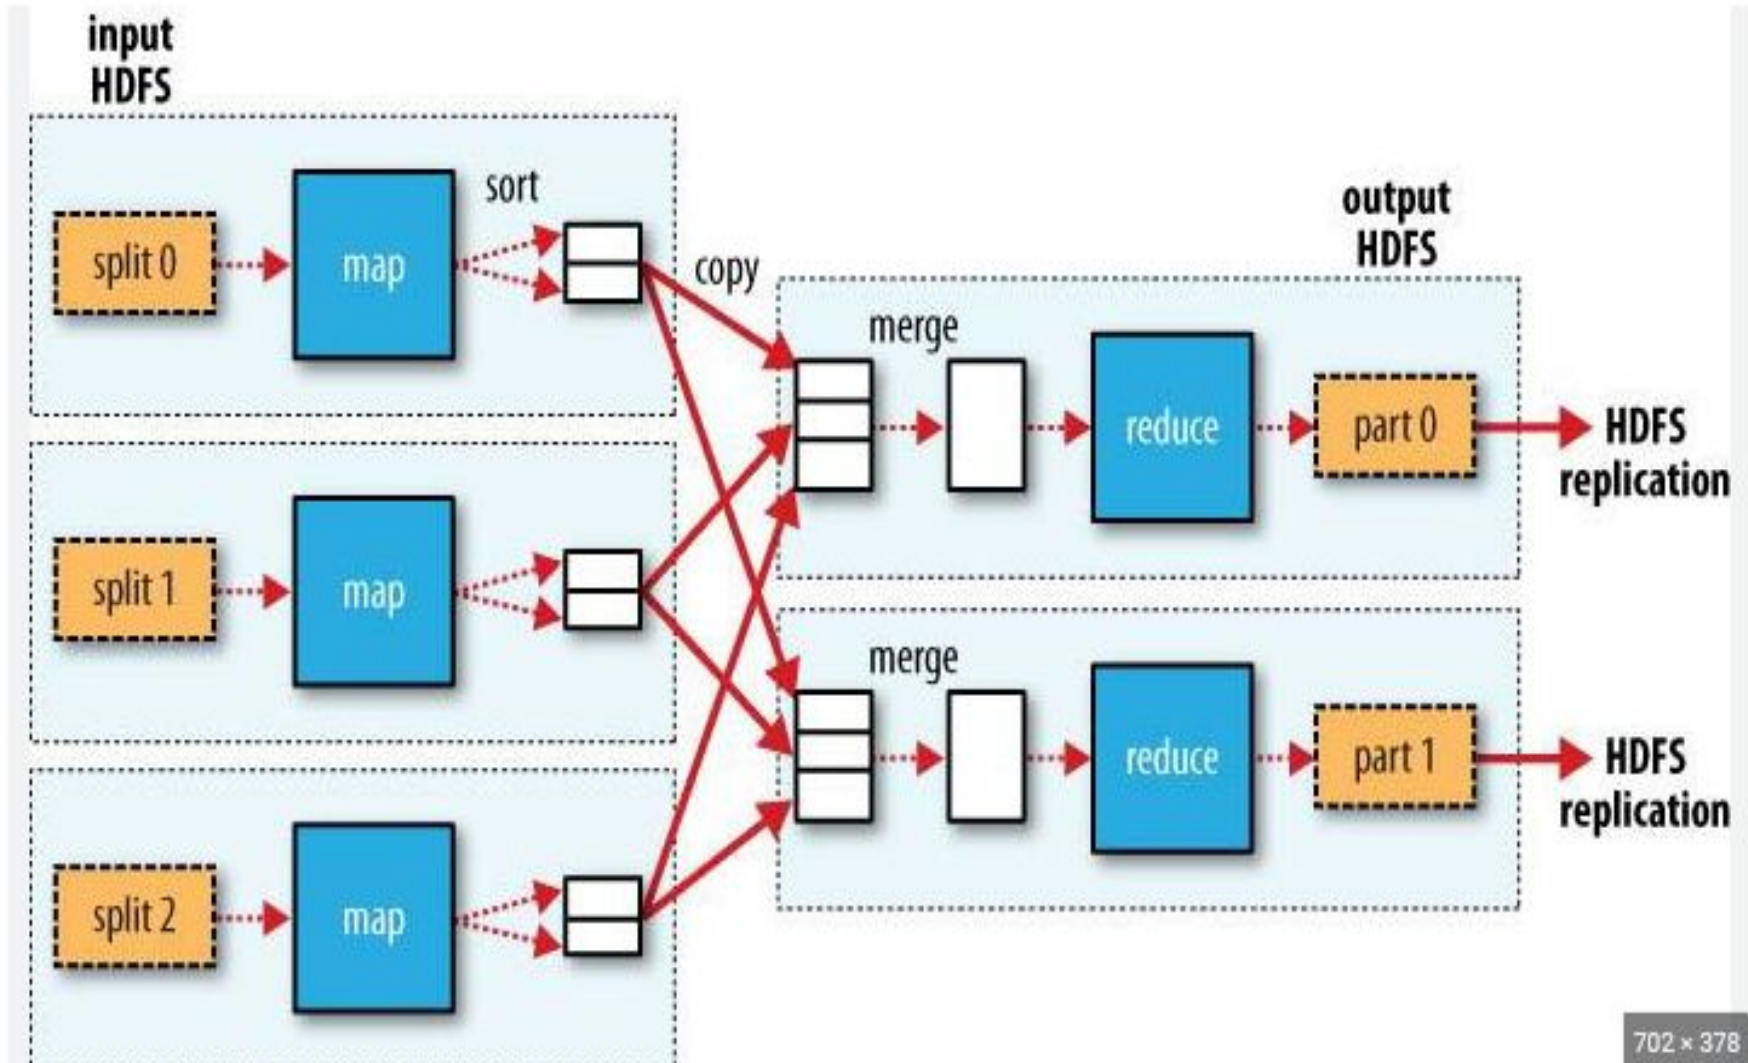 input
HDFS
sort
split 0
map
copy
output
HDFS
merge
reduce
part 0
HDFS
replication
split 1
map
merge
reduce
part 1
HDFS
replication
split 2
map
702 × 378